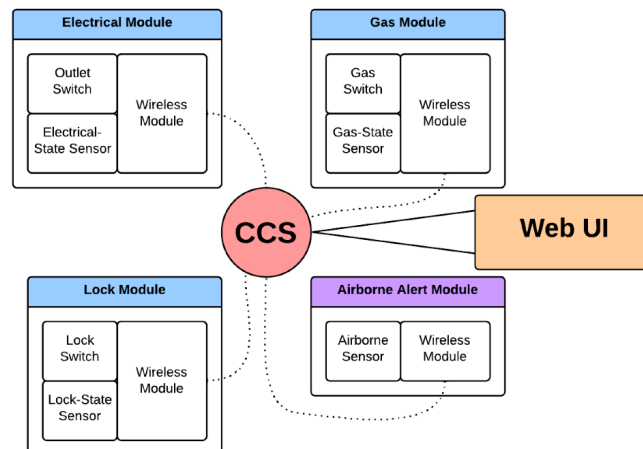 Electrical Module
Outlet
Switch
Electrical-
State Sensor
Wireless
Module
Gas Module
Gas
Switch
Gas-State
Sensor
Wireless
Module
CCS
Web UI
Lock Module
Lock
Switch
Lock-State
Sensor
Wireless
Module
Airborne Alert Module
Airborne
Sensor
Wireless
Module